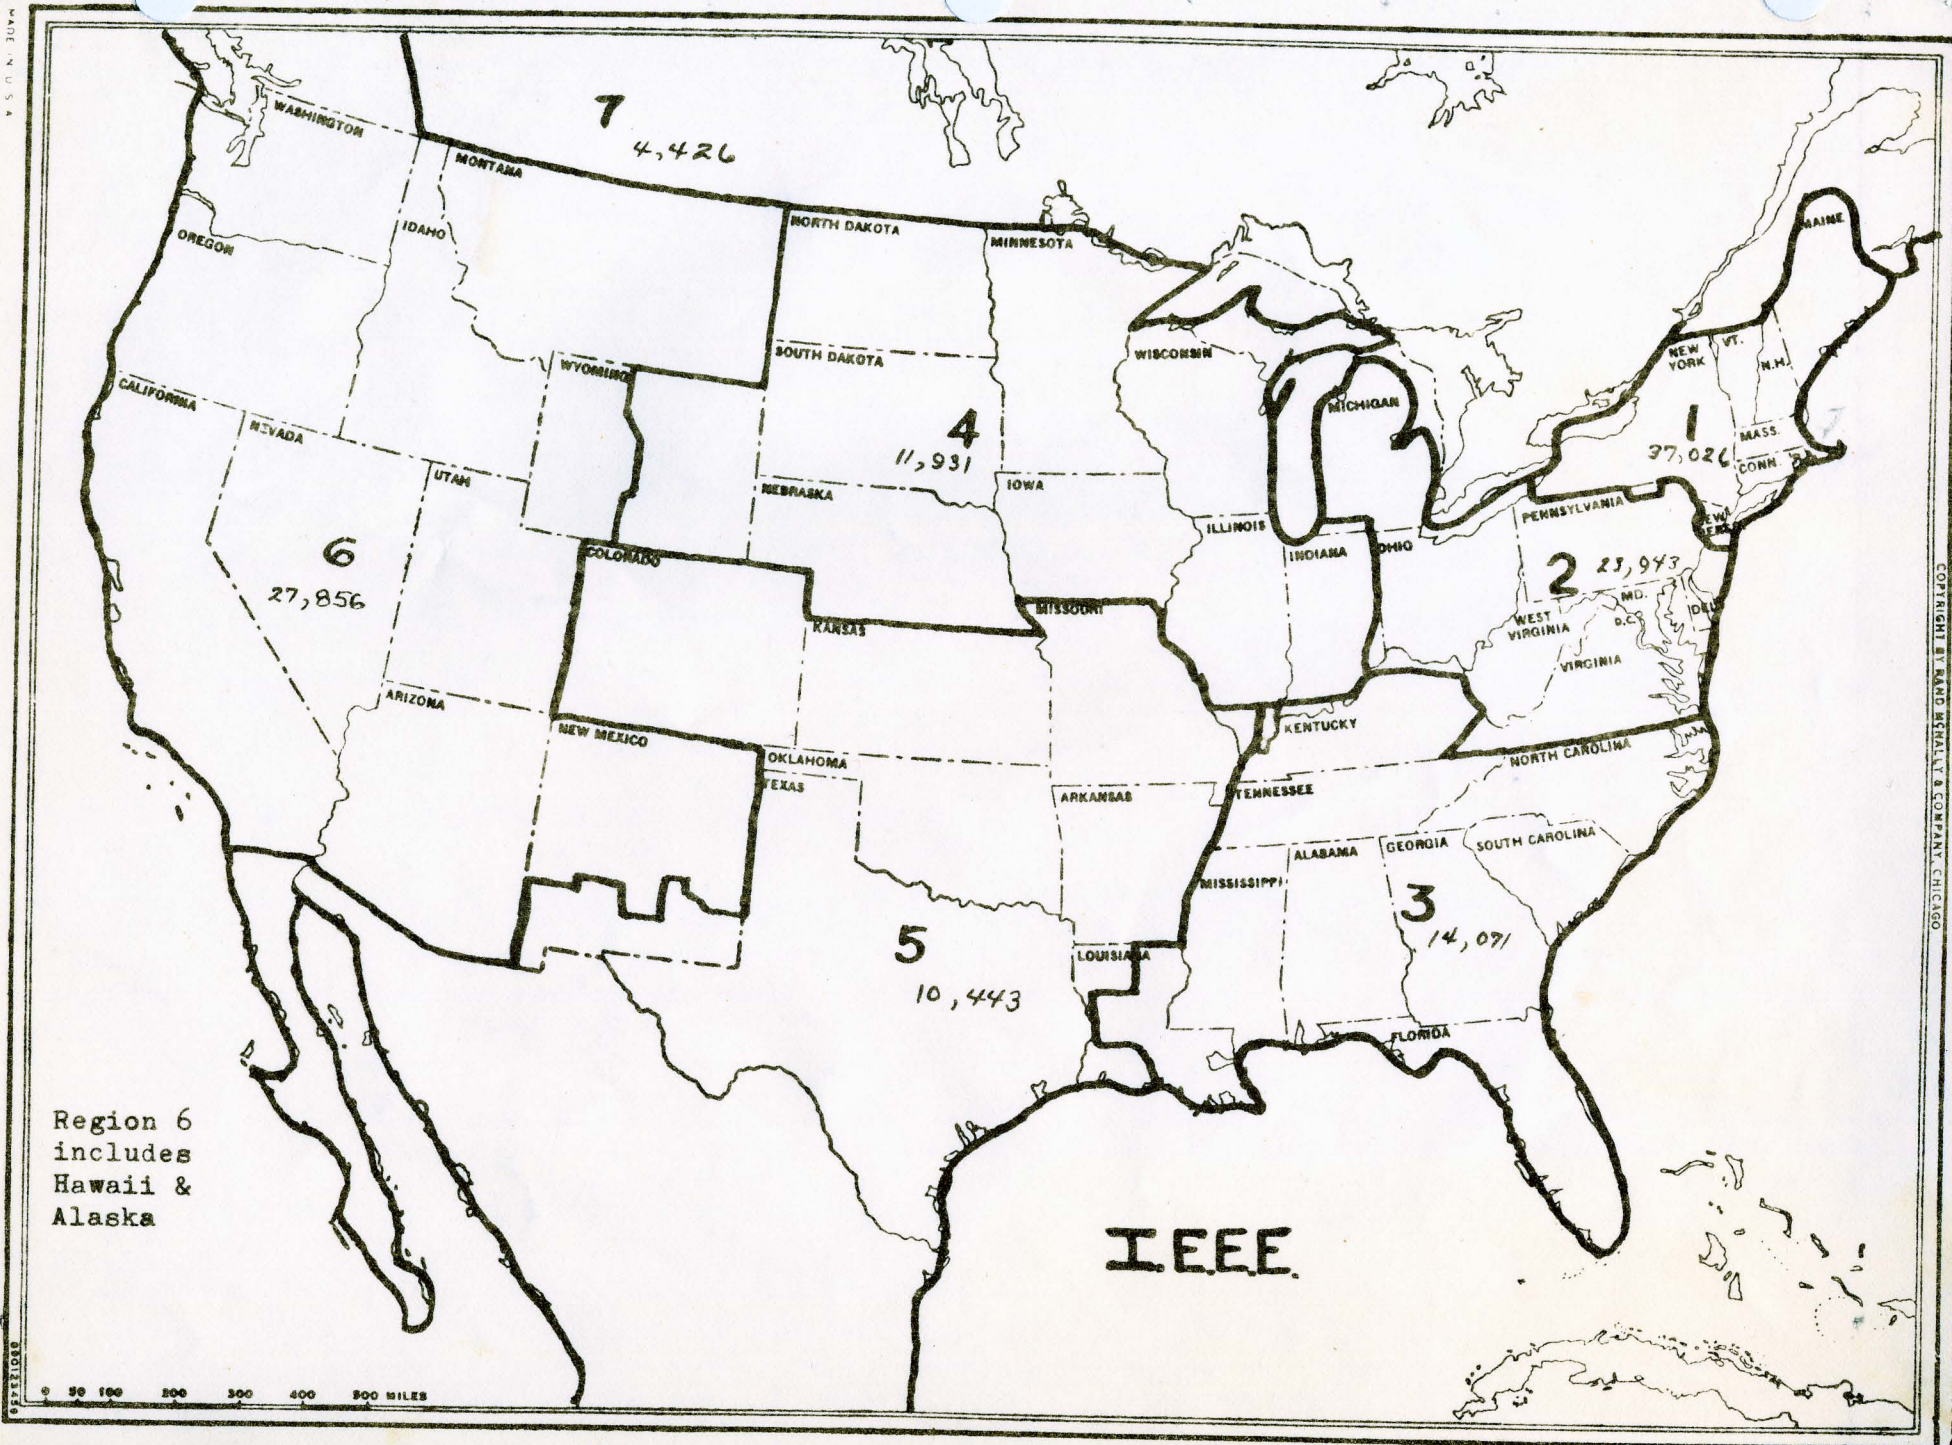 MADE IN U.S.A
WASHINGTON
7
4,426
MONTANA
IDAHO
OREGON
NORTH DAKOTA
MINNESOTA
MAINE
SOUTH DAKOTA
WISCONSIN
NEW
YORK
VT.
N.H.
WYOMING
CALIFORNIA
NEVADA
MICHIGAN
4
11,931
1
37,026
MASS.
CONN.
UTAH
NEBRASKA
IOWA
ILLINOIS
PENNSYLVANIA
6
27,856
COLORADO
INDIANA
OHIO
2
23,943
MD.
DEL
D.C.
WEST
VIRGINIA
VIRGINIA
KANSAS
MISSOURI
ARIZONA
NEW MEXICO
KENTUCKY
OKLAHOMA
TEXAS
NORTH CAROLINA
ARKANSAS
TENNESSEE
ALABAMA
GEORGIA
SOUTH CAROLINA
MISSISSIPPI
3
14,071
5
10,443
LOUISIANA
FLORIDA
Region 6
includes
Hawaii &
Alaska
I.E.E.E.
0 50 100 200 300 400 500 MILES
COPYRIGHT BY RAND MCNALLY & COMPANY, CHICAGO